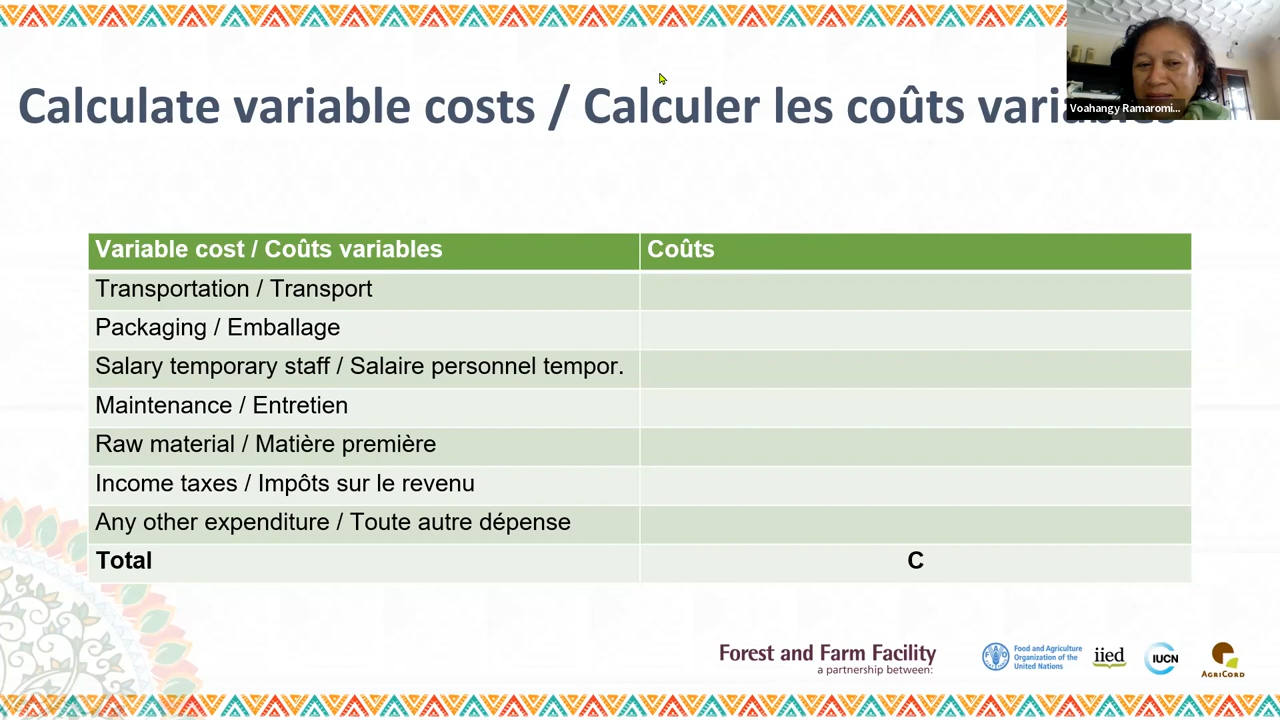 Calculate variable costs / Calculer les coûts variables
Voahangy Ramaromi...
Variable cost / Coûts variables
Coûts
Transportation / Transport
Packaging / Emballage
Salary temporary staff / Salaire personnel tempor.
Maintenance / Entretien
Raw material / Matière première
Income taxes / Impôts sur le revenu
Any other expenditure / Toute autre dépense
Total
C
Forest and Farm Facility
a partnership between:
FAO
Food and Agriculture
Organization of the
United Nations
iied
IUCN
AGRICORD